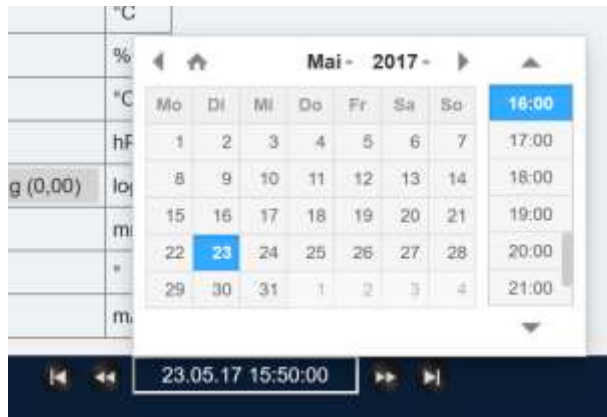 °C
%
Mai 2017
°C
Mo Di Mi Do Fr Sa So 16:00
1 2 3 4 5 6 7 17:00
8 9 10 11 12 13 14 18:00
g (0,00)
15 16 17 18 19 20 21 19:00
22 23 24 25 26 27 28 20:00
°
29 30 31 1 2 3 4 21:00
23.05.17 15:50:00